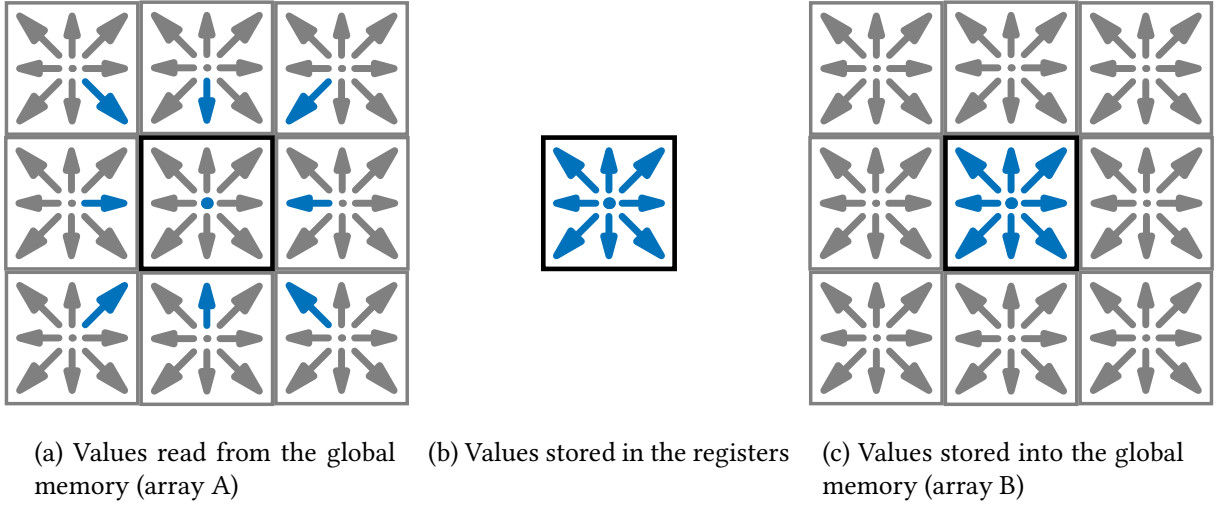 (a) Values read from the global
memory (array A)
(b) Values stored in the registers
(c) Values stored into the global
memory (array B)